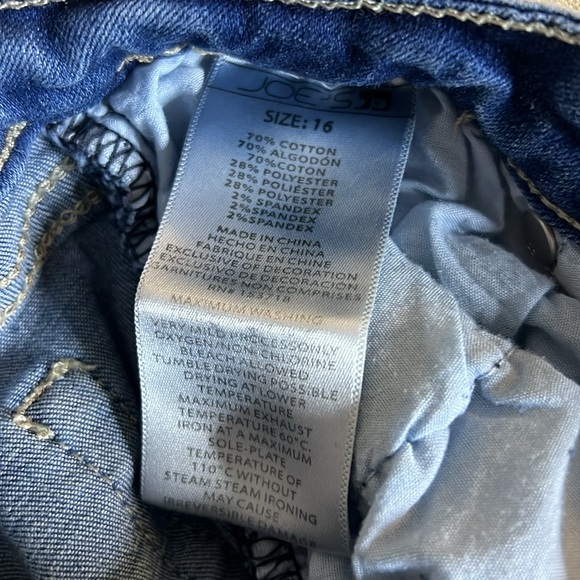 JOE'S
SIZE: 16
70% COTTON
70% ALGODÓN
70% COTON
28% POLYESTER
28% POLIÉSTER
28% POLYESTER
2% SPANDEX
2% SPANDEX
2% SPANDEX
MADE IN CHINA
HECHO EN CHINA
FABRIQUE EN CHINE
EXCLUSIVE OF DECORATION
EXCLUSIVO DE DECORACIÓN
GARNITURES NON COMPRISES
RN# 133718
MAXIMUM WASHING
VERY MILD PROCESS ONLY
OXYGEN/NON-CHLORINE
BLEACH ALLOWED
TUMBLE DRYING POSSIBLE
DRYING AT LOWER
TEMPERATURE
MAXIMUM EXHAUST
TEMPERATURE 60°C,
IRON AT A MAXIMUM
SOLE-PLATE
TEMPERATURE OF
110°C WITHOUT
STEAM STEAM IRONING
MAY CAUSE
IRREVERSIBLE DAMAGE